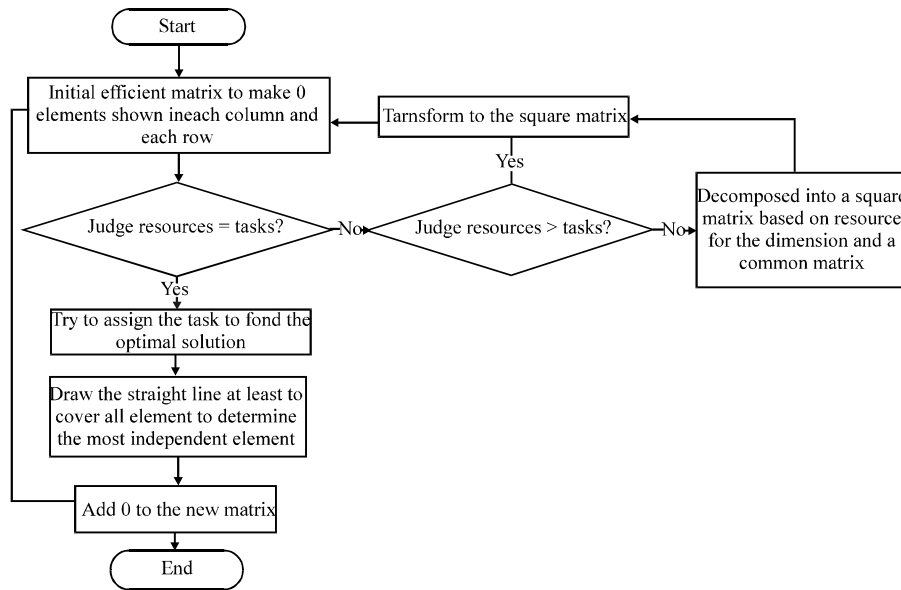 Start
Initial efficient matrix to make 0
elements shown ineach column and
each row
Tarnsform to the square matrix
Yes
Decomposed into a square
matrix based on resource
for the dimension and a
common matrix
Judge resources = tasks?
No
Judge resources > tasks?
No
Yes
Try to assign the task to fond the
optimal solution
Draw the straight line at least to
cover all element to determine
the most independent element
Add 0 to the new matrix
End